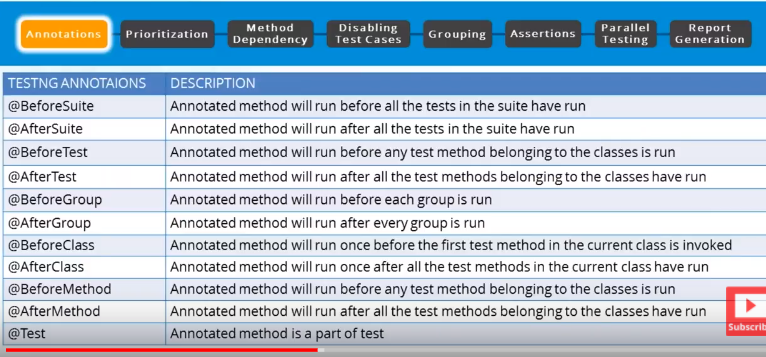 Annotations
Prioritization
Method
Dependency
Disabling
Test Cases
Grouping
Assertions
Parallel
Testing
Report
Generation
TESTNG ANNOTAIONS DESCRIPTION
@BeforeSuite Annotated method will run before all the tests in the suite have run
@AfterSuite Annotated method will run after all the tests in the suite have run
@BeforeTest Annotated method will run before any test method belonging to the classes is run
@AfterTest Annotated method will run after all the test methods belonging to the classes have run
@BeforeGroup Annotated method will run before each group is run
@AfterGroup Annotated method will run after every group is run
@BeforeClass Annotated method will run once before the first test method in the current class is invoked
@AfterClass Annotated method will run once after all the test methods in the current class have run
@BeforeMethod Annotated method will run before any test method belonging to the classes is run
@AfterMethod Annotated method will run after all the test methods belonging to the classes have run
@Test Annotated method is a part of test
Subscrib